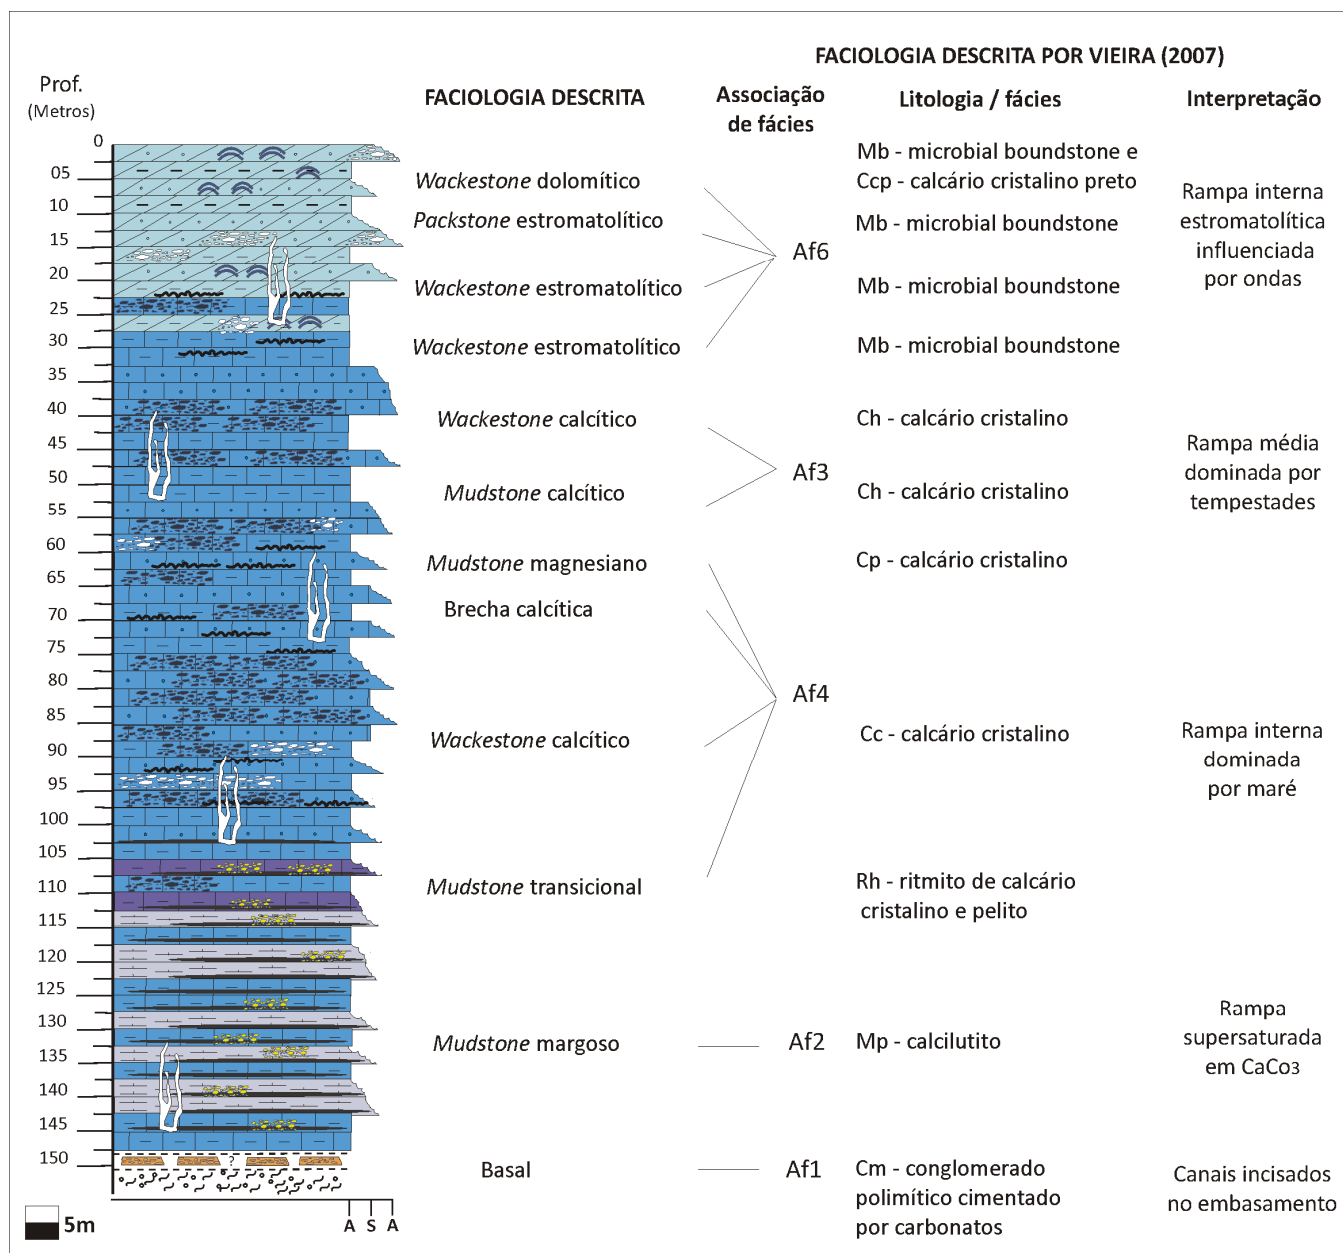 FACIOLOGIA DESCRITA POR VIEIRA (2007)
Prof.
(Metros)
FACIOLOGIA DESCRITA
Associação
de fácies
Litologia / fácies
Interpretação
0
05
10
15
20
25
30
35
40
45
50
55
60
65
70
75
80
85
90
95
100
105
110
115
120
125
130
135
140
145
150
Wackestone dolomítico
Packstone estromatolítico
Wackestone estromatolítico
Wackestone estromatolítico
Wackestone calcítico
Mudstone calcítico
Mudstone magnesiano
Brecha calcítica
Wackestone calcítico
Mudstone transicional
Mudstone margoso
Basal
Af6
Af3
Af4
Af2
Af1
Mb - microbial boundstone e
Ccp - calcário cristalino preto
Mb - microbial boundstone
Mb - microbial boundstone
Mb - microbial boundstone
Ch - calcário cristalino
Ch - calcário cristalino
Cp - calcário cristalino
Cc - calcário cristalino
Rh - ritmito de calcário
cristalino e pelito
Mp - calcilutito
Cm - conglomerado
polimítico cimentado
por carbonatos
Rampa interna
estromatolítica
influenciada
por ondas
Rampa média
dominada por
tempestades
Rampa interna
dominada
por maré
Rampa
supersaturada
em CaCo3
Canais incisados
no embasamento
?
5m
A S A